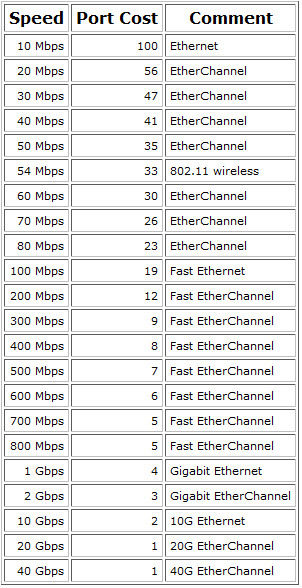 Speed Port Cost Comment
10 Mbps 100 Ethernet
20 Mbps 56 EtherChannel
30 Mbps 47 EtherChannel
40 Mbps 41 EtherChannel
50 Mbps 35 EtherChannel
54 Mbps 33 802.11 wireless
60 Mbps 30 EtherChannel
70 Mbps 26 EtherChannel
80 Mbps 23 EtherChannel
100 Mbps 19 Fast Ethernet
200 Mbps 12 Fast EtherChannel
300 Mbps 9 Fast EtherChannel
400 Mbps 8 Fast EtherChannel
500 Mbps 7 Fast EtherChannel
600 Mbps 6 Fast EtherChannel
700 Mbps 5 Fast EtherChannel
800 Mbps 5 Fast EtherChannel
1 Gbps 4 Gigabit Ethernet
2 Gbps 3 Gigabit EtherChannel
10 Gbps 2 10G Ethernet
20 Gbps 1 20G EtherChannel
40 Gbps 1 40G EtherChannel